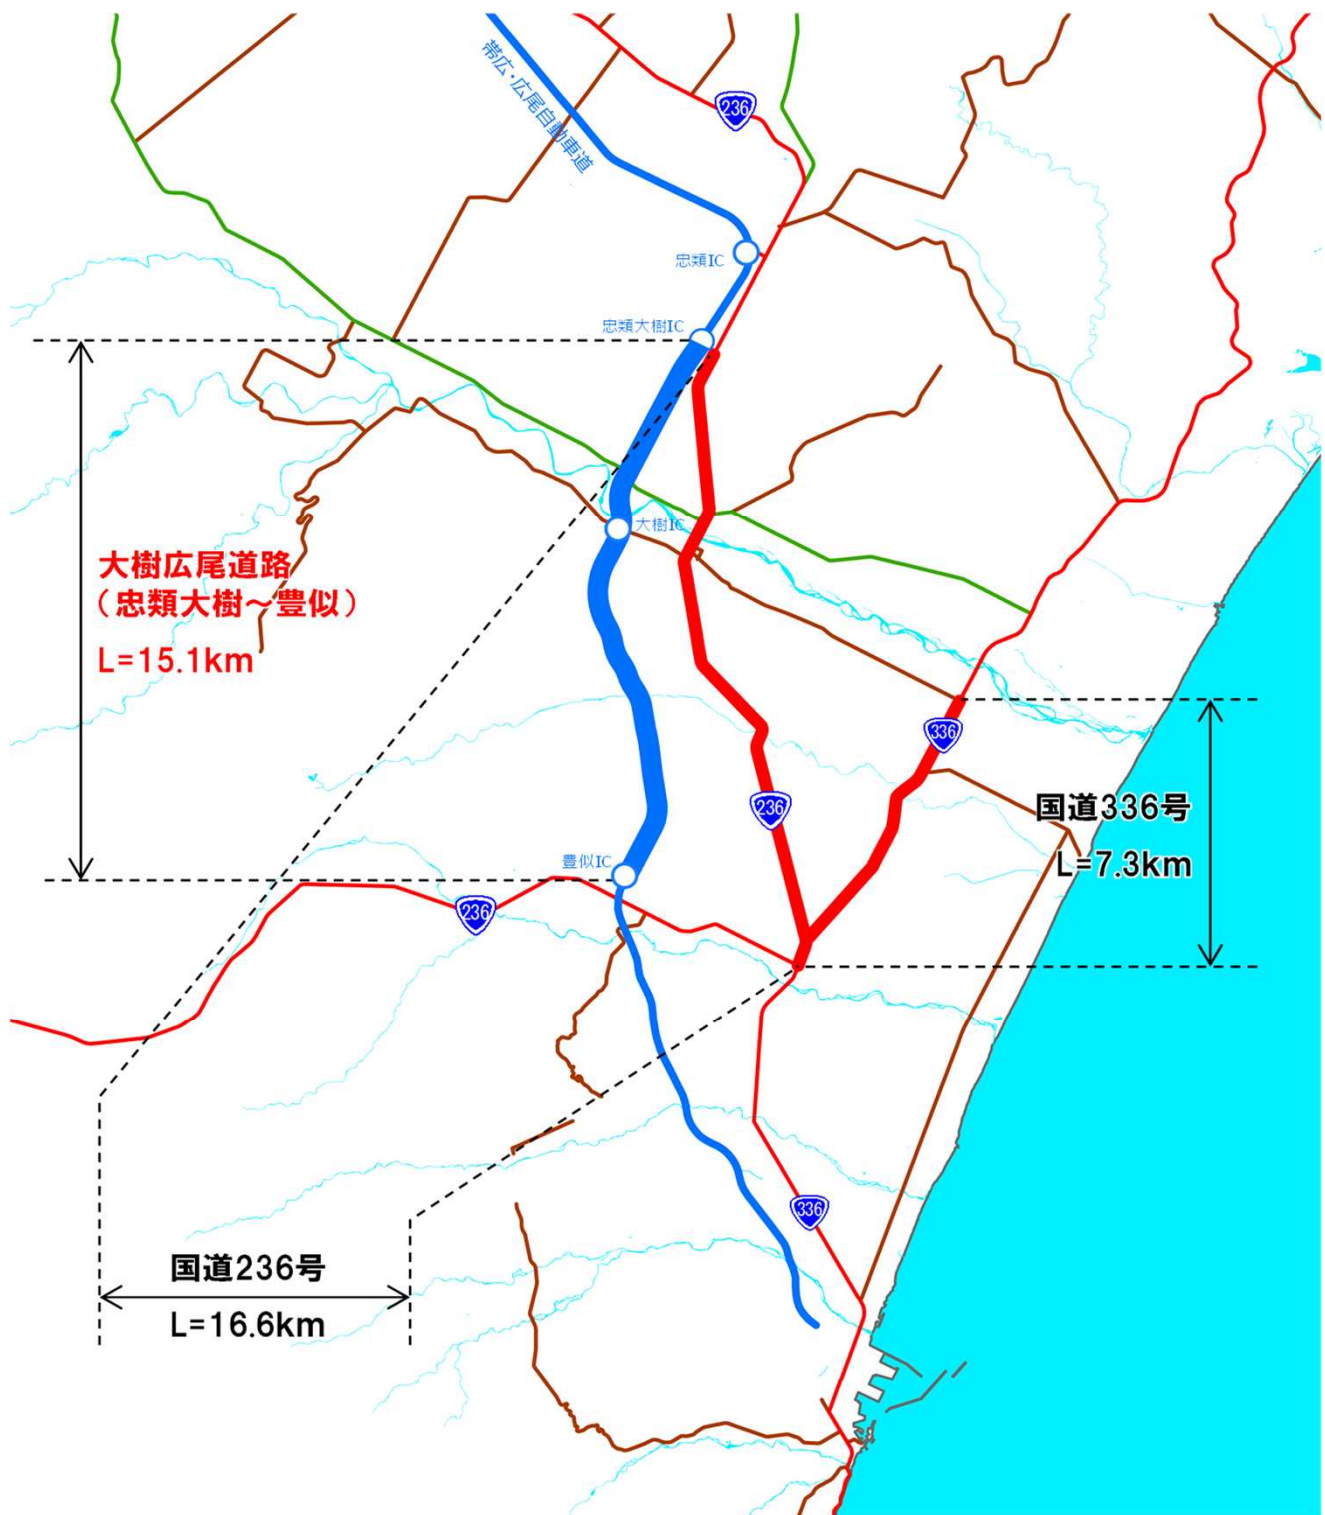 帯広・広尾自動車道
236
忠類IC
忠類大樹IC
大樹IC
大樹広尾道路
（忠類大樹～豊似）
L=15.1km
336
236
国道336号
L=7.3km
豊似IC
236
336
国道236号
L=16.6km